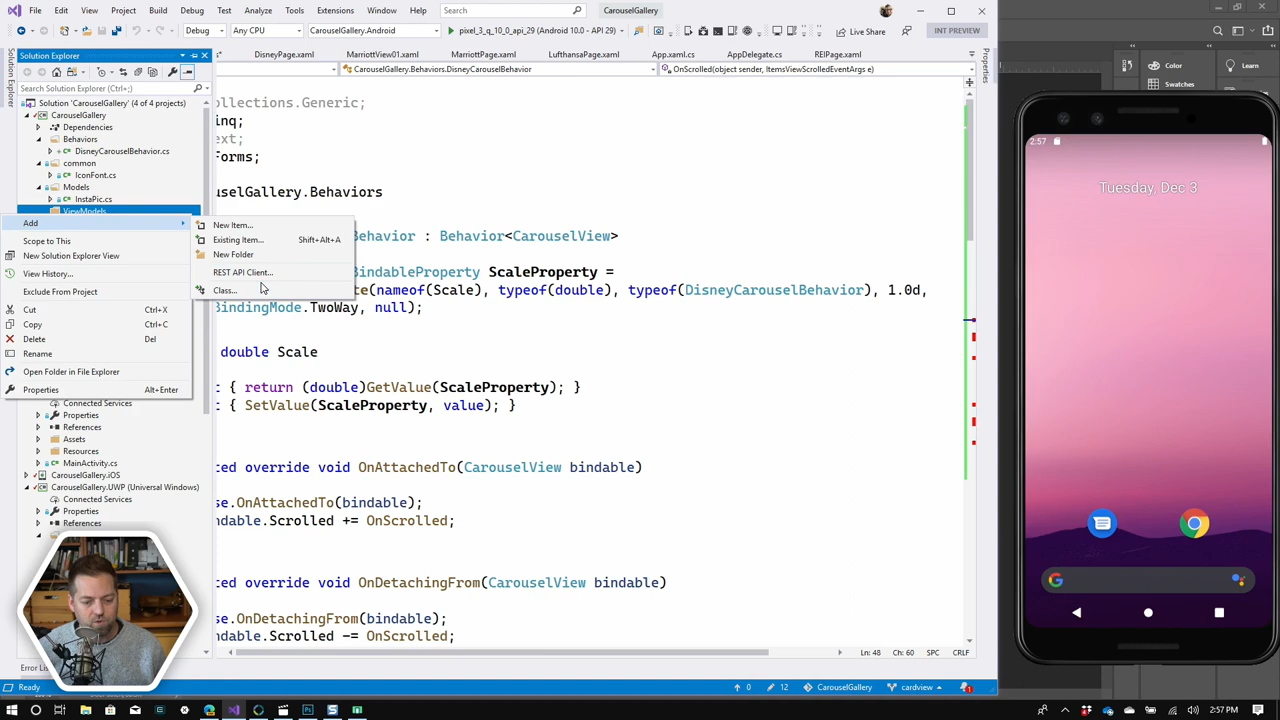 File Edit View Project Build Debug Test Analyze Tools Extensions Window Help Search CarouselGallery
Debug Any CPU CarouselGallery.Android pixel_3_q_10_0_api_29 Live Share INT PREVIEW
Solution Explorer
DisneyPage.xaml MarriottView01.xaml MarriottPage.xaml LufthansaPage.xaml App.xaml.cs AppDelegate.cs REIPage.xaml
CarouselGallery.Behaviors.DisneyCarouselBehavior OnScrolled(object sender, ItemsViewScrolledEventArgs e)
Search Solution Explorer (Ctrl+;)
Solution 'CarouselGallery' (4 of 4 projects)
CarouselGallery
Dependencies
Behaviors
DisneyCarouselBehavior.cs
common
IconFont.cs
Models
InstaPic.cs
ViewModels
Add
Scope to This
New Solution Explorer View
View History...
Exclude From Project
Cut Ctrl+X
Copy Ctrl+C
Delete Del
Rename
Open Folder in File Explorer
Properties Alt+Enter
New Item...
Existing Item... Shift+Alt+A
New Folder
REST API Client...
Class...
Connected Services
Properties
References
Assets
Resources
MainActivity.cs
CarouselGallery.iOS
CarouselGallery.UWP (Universal Windows)
Connected Services
Properties
References
Error Lis
ollections.Generic;
inq;
ext;
orms;
uselGallery.Behaviors
Behavior : Behavior<CarouselView>
BindableProperty ScaleProperty =
te(nameof(Scale), typeof(double), typeof(DisneyCarouselBehavior), 1.0d,
BindingMode.TwoWay, null);
double Scale
t { return (double)GetValue(ScaleProperty); }
t { SetValue(ScaleProperty, value); }
ted override void OnAttachedTo(CarouselView bindable)
se.OnAttachedTo(bindable);
ndable.Scrolled += OnScrolled;
ted override void OnDetachingFrom(CarouselView bindable)
se.OnDetachingFrom(bindable);
ndable.Scrolled -= OnScrolled;
Ln: 48 Ch: 60 SPC CRLF
Ready 0 12 CarouselGallery cardview
Solution Explorer
Properties
Color Learn
Swatches
2:57
Tuesday, Dec 3
2:57 PM